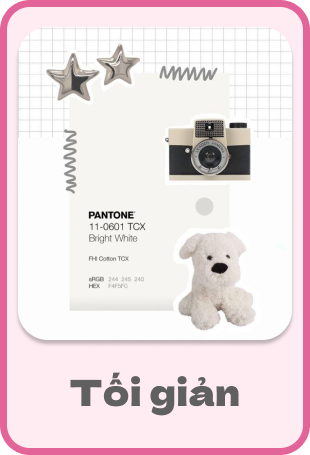 PANTONE
11-0601 TCX
Bright White
FHI Cotton TCX
sRGB 244 245 240
HEX #F4F5F0
Tối giản